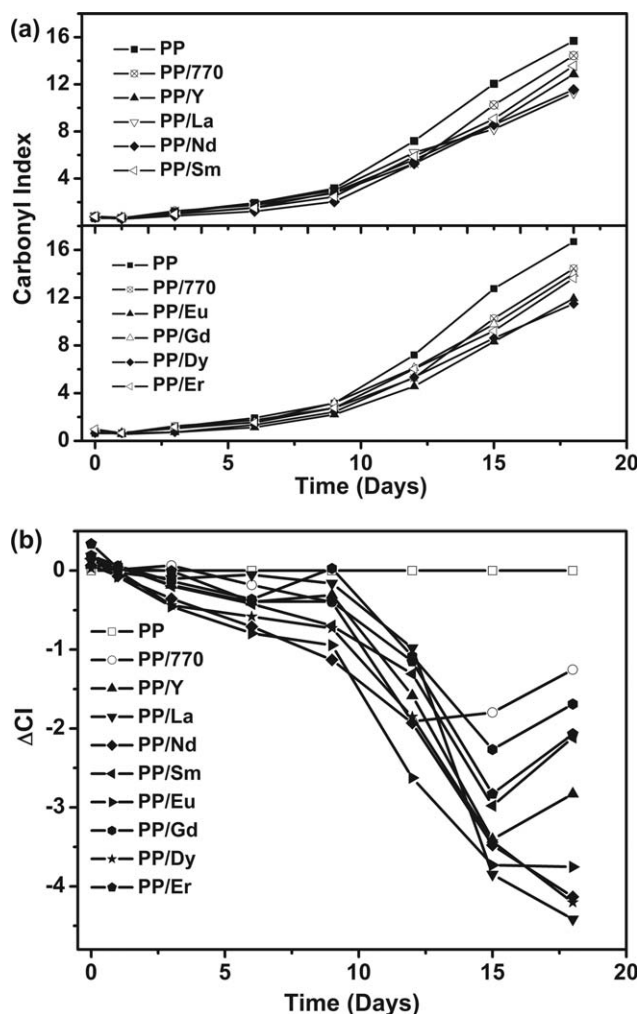 (a)
16
12
8
4
PP
PP/770
PP/Y
PP/La
PP/Nd
PP/Sm
Carbonyl Index
16
12
8
4
0
PP
PP/770
PP/Eu
PP/Gd
PP/Dy
PP/Er
0 5 10 15 20
Time (Days)
(b)
0
-1
-2
-3
-4
ΔCI
PP
PP/770
PP/Y
PP/La
PP/Nd
PP/Sm
PP/Eu
PP/Gd
PP/Dy
PP/Er
0 5 10 15 20
Time (Days)